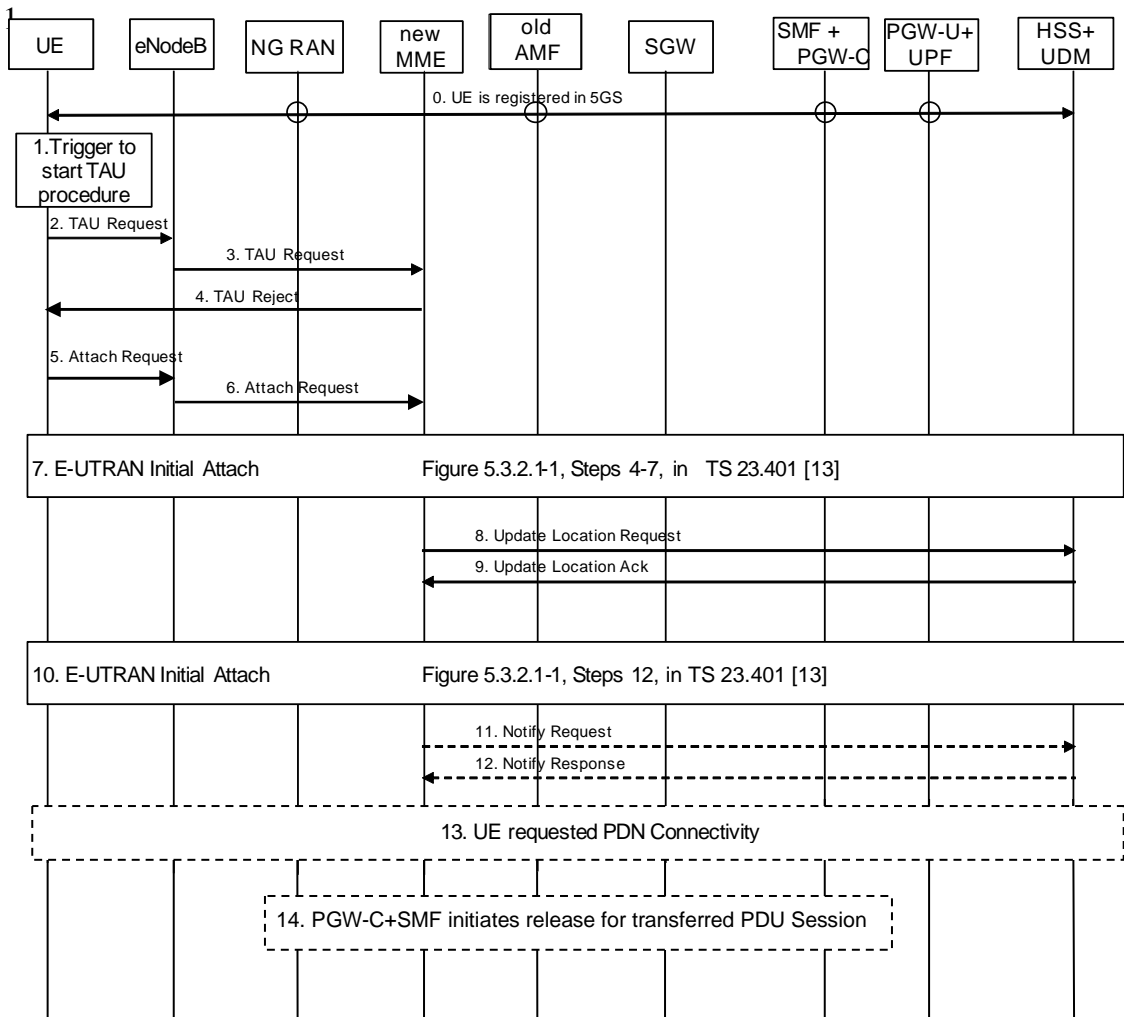 1
UE
eNodeB
NG RAN
new
MME
old
AMF
SGW
SMF +
PGW-C
PGW-U+
UPF
HSS+
UDM
0. UE is registered in 5GS
1.Trigger to
start TAU
procedure
2. TAU Request
3. TAU Request
4. TAU Reject
5. Attach Request
6. Attach Request
7. E-UTRAN Initial Attach Figure 5.3.2.1-1, Steps 4-7, in TS 23.401 [13]
8. Update Location Request
9. Update Location Ack
10. E-UTRAN Initial Attach Figure 5.3.2.1-1, Steps 12, in TS 23.401 [13]
11. Notify Request
12. Notify Response
13. UE requested PDN Connectivity
14. PGW-C+SMF initiates release for transferred PDU Session